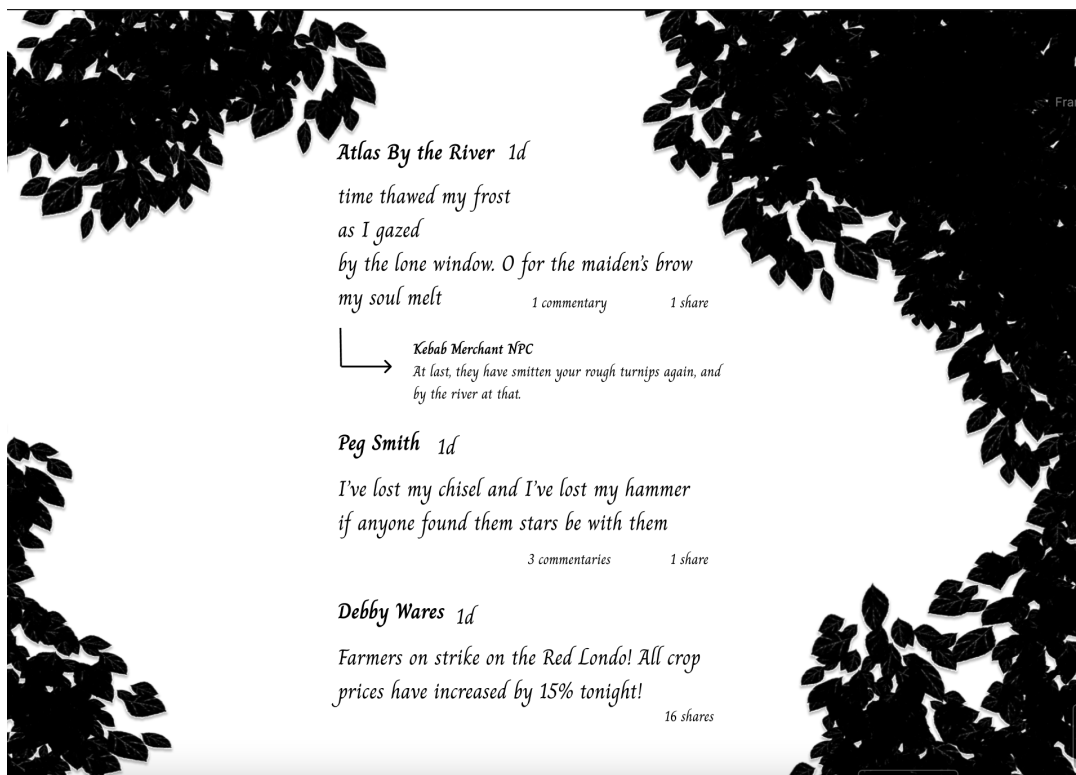 Atlas By the River 1d
time thawed my frost
as I gazed
by the lone window. O for the maiden's brow
my soul melt
1 commentary 1 share
Kebab Merchant NPC
At last, they have smitten your rough turnips again, and
by the river at that.
Peg Smith 1d
I've lost my chisel and I've lost my hammer
if anyone found them stars be with them
3 commentaries 1 share
Debby Wares 1d
Farmers on strike on the Red Londo! All crop
prices have increased by 15% tonight!
16 shares